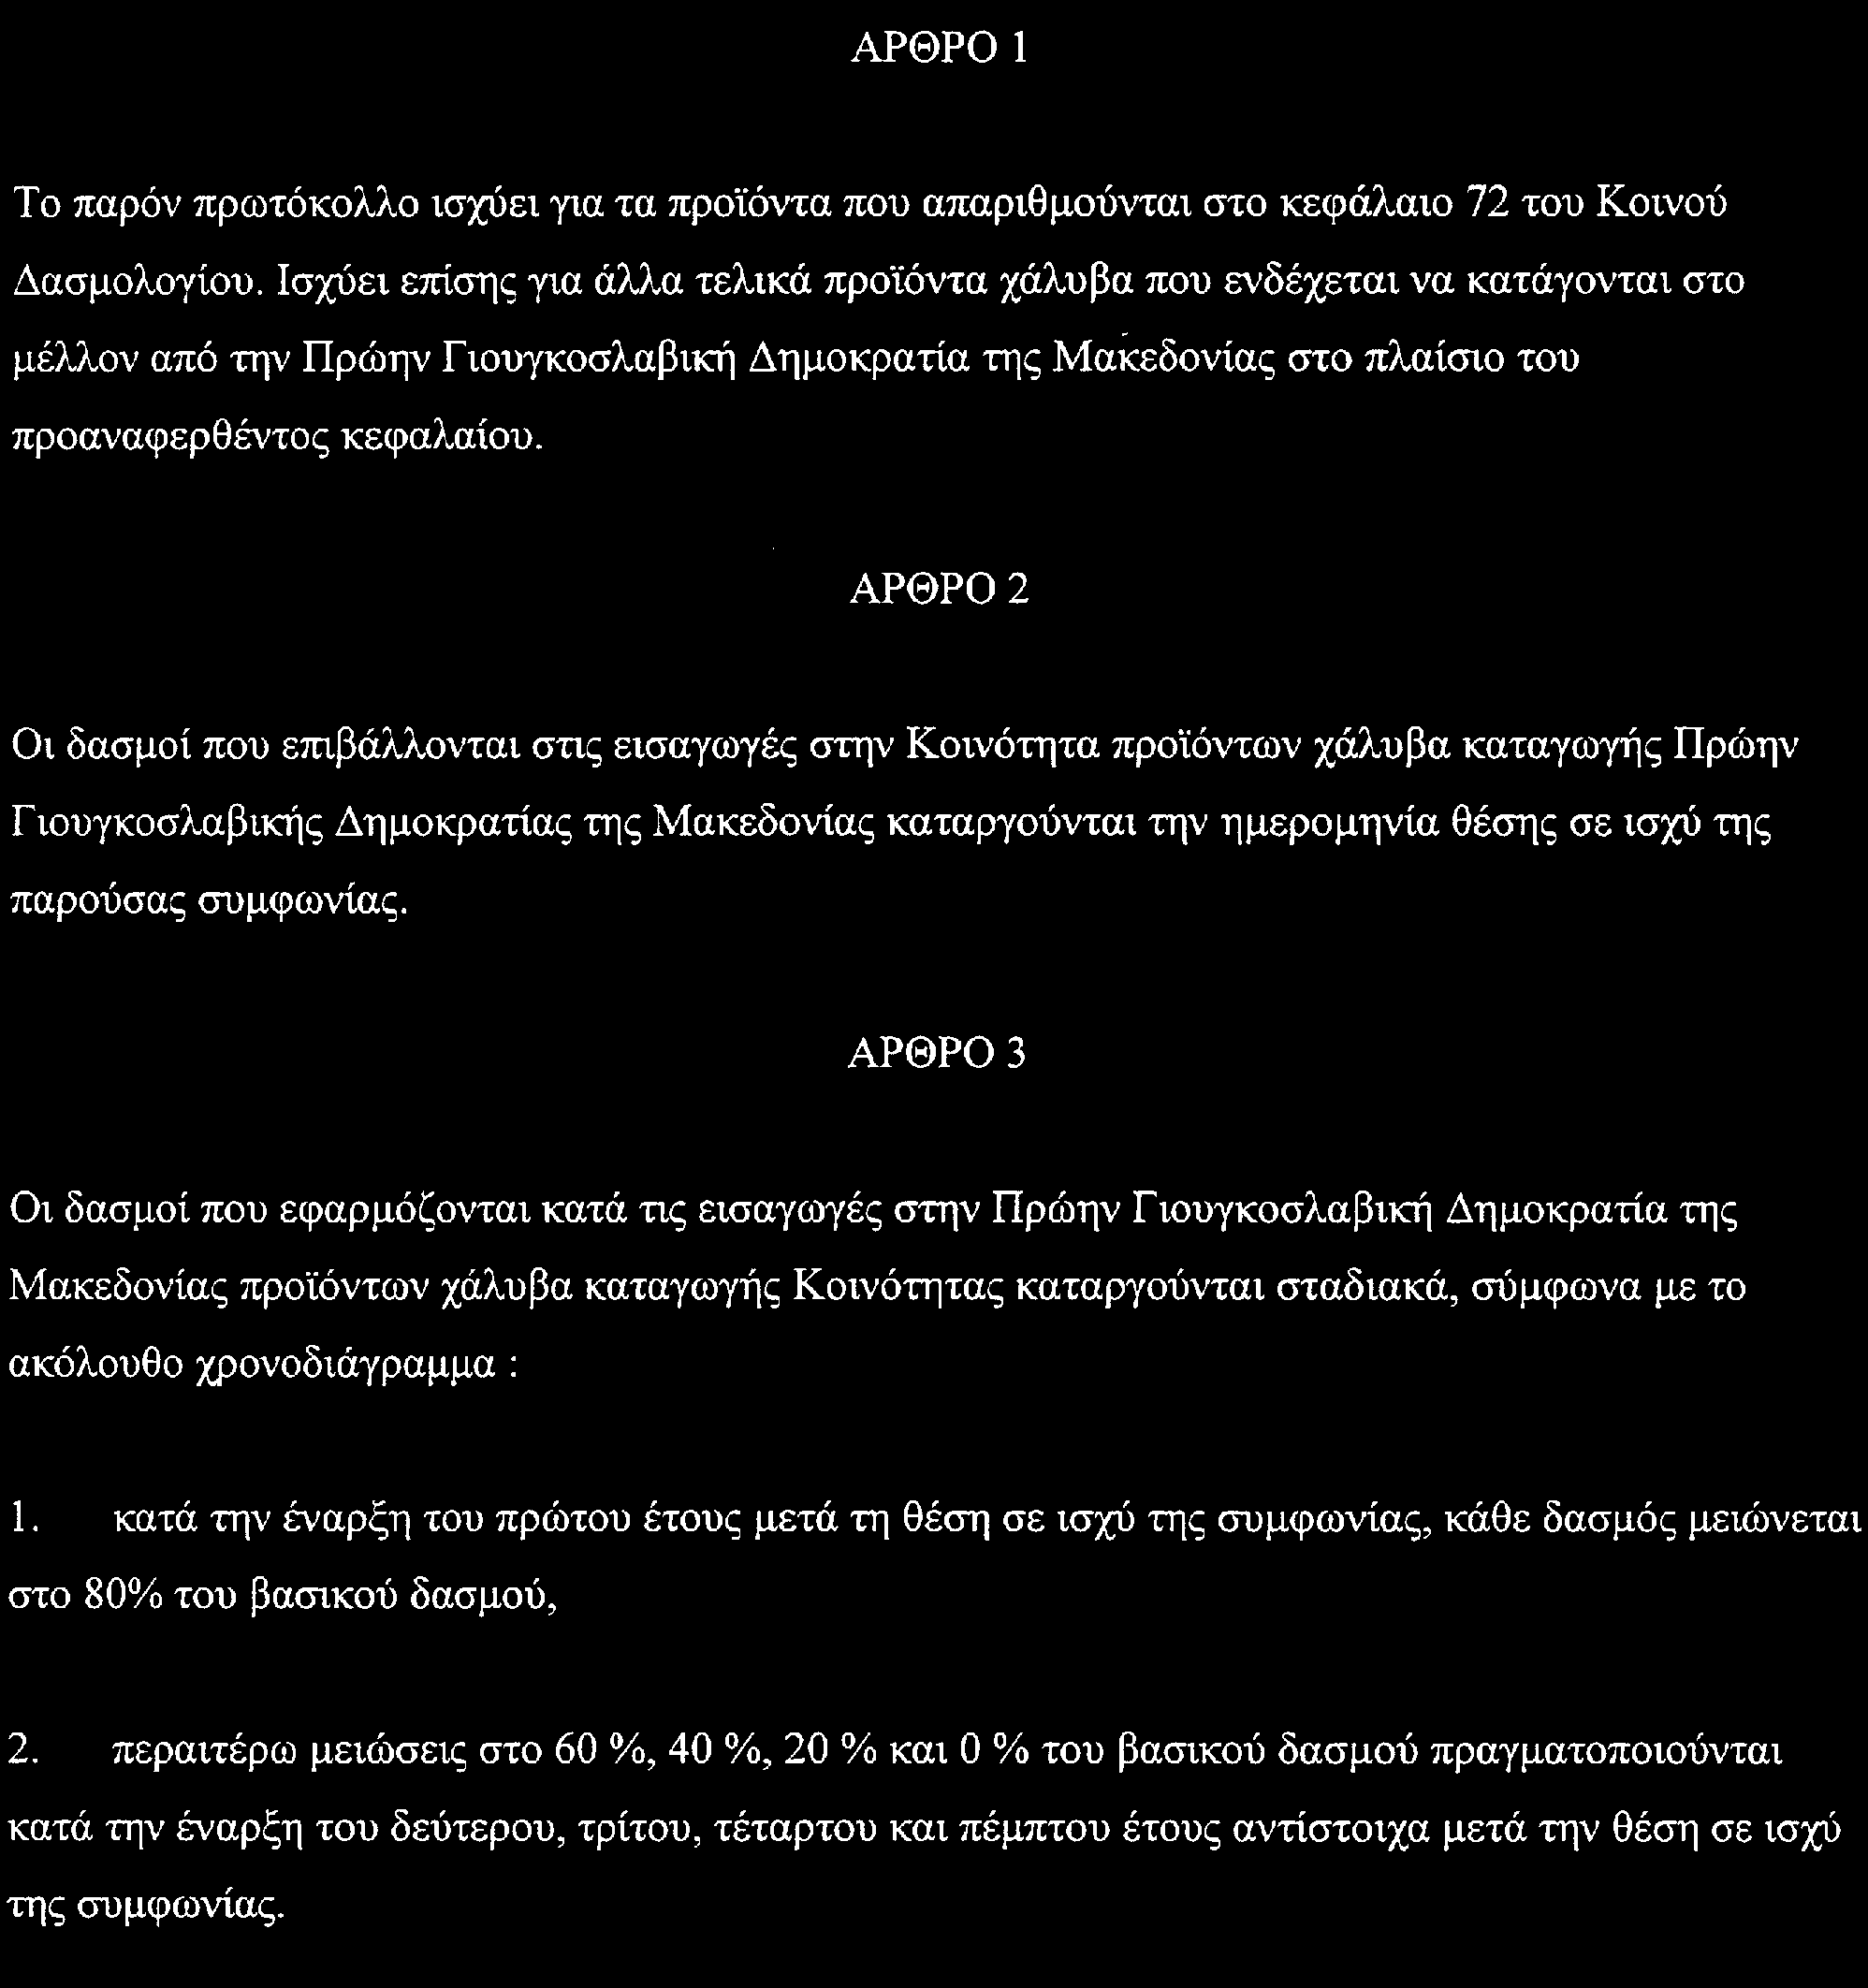 ΑΡΘΡΟ 1
Το παρόν πρωτόκολλο ισχύει για τα προϊόντα που απαριθμούνται στο κεφάλαιο 72 του Κοινού
Δασμολογίου. Ισχύει επίσης για άλλα τελικά προϊόντα χάλυβα που ενδέχεται να κατάγονται στο
μέλλον από την Πρώην Γιουγκοσλαβική Δημοκρατία της Μακεδονίας στο πλαίσιο του
προαναφερθέντος κεφαλαίου.
ΑΡΘΡΟ 2
Οι δασμοί που επιβάλλονται στις εισαγωγές στην Κοινότητα προϊόντων χάλυβα καταγωγής Πρώην
Γιουγκοσλαβικής Δημοκρατίας της Μακεδονίας καταργούνται την ημερομηνία θέσης σε ισχύ της
παρούσας συμφωνίας.
ΑΡΘΡΟ 3
Οι δασμοί που εφαρμόζονται κατά τις εισαγωγές στην Πρώην Γιουγκοσλαβική Δημοκρατία της
Μακεδονίας προϊόντων χάλυβα καταγωγής Κοινότητας καταργούνται σταδιακά, σύμφωνα με το
ακόλουθο χρονοδιάγραμμα :
1. κατά την έναρξη του πρώτου έτους μετά τη θέση σε ισχύ της συμφωνίας, κάθε δασμός μειώνεται
στο 80% του βασικού δασμού,
2. περαιτέρω μειώσεις στο 60 %, 40 %, 20 % και 0 % του βασικού δασμού πραγματοποιούνται
κατά την έναρξη του δεύτερου, τρίτου, τέταρτου και πέμπτου έτους αντίστοιχα μετά την θέση σε ισχύ
της συμφωνίας.